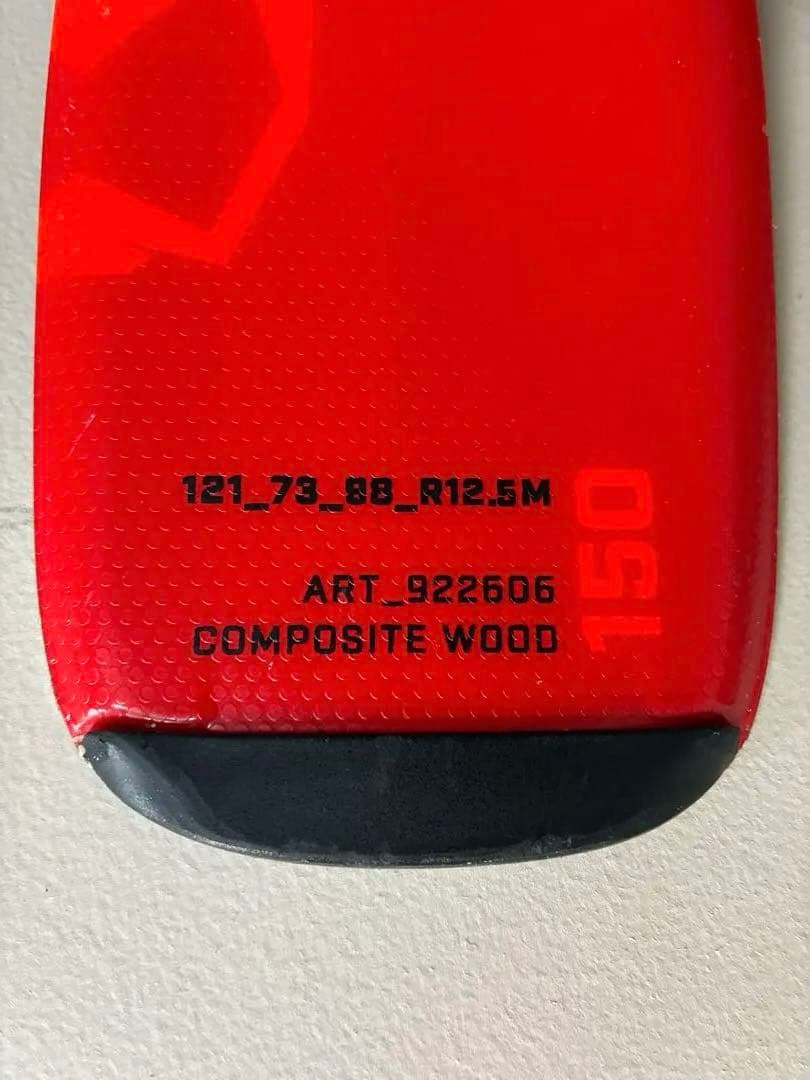 121_73_88_R12.5M
ART_922606
COMPOSITE WOOD
150